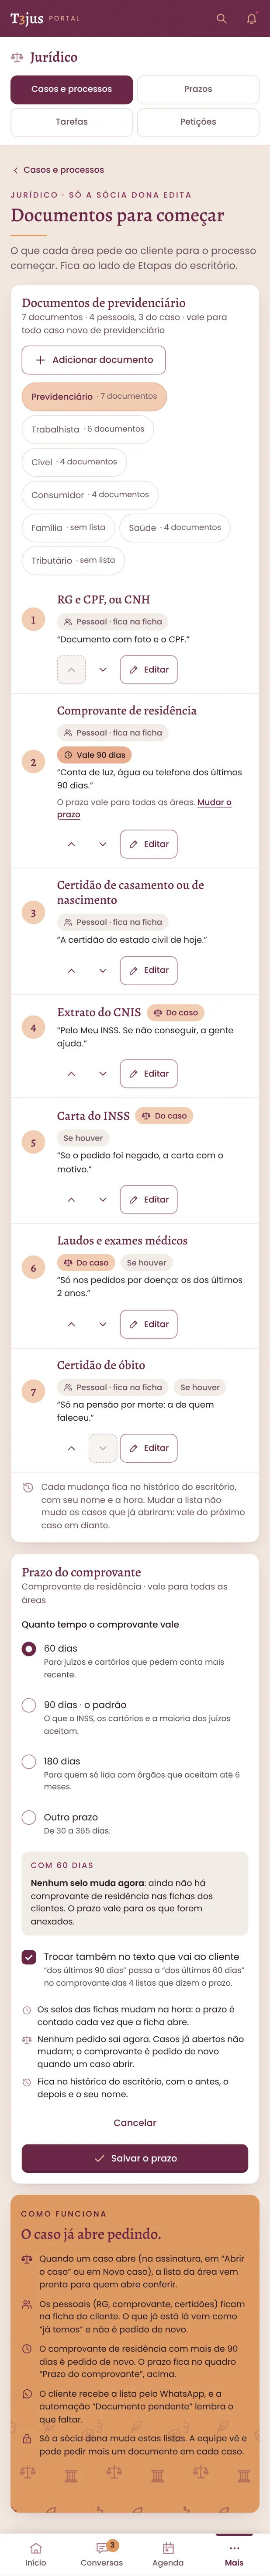 T3jus PORTAL
Jurídico
Casos e processos
Prazos
Tarefas
Petições
Casos e processos
JURÍDICO · SÓ A SÓCIA DONA EDITA
Documentos para começar
O que cada área pede ao cliente para o processo
começar. Fica ao lado de Etapas do escritório.
Documentos de previdenciário
7 documentos · 4 pessoais, 3 do caso · vale para
todo caso novo de previdenciário
Adicionar documento
Previdenciário · 7 documentos
Trabalhista · 6 documentos
Cível · 4 documentos
Consumidor · 4 documentos
Família · sem lista
Saúde · 4 documentos
Tributário · sem lista
1
RG e CPF, ou CNH
Pessoal · fica na ficha
“Documento com foto e o CPF.”
Editar
2
Comprovante de residência
Pessoal · fica na ficha
Vale 90 dias
“Conta de luz, água ou telefone dos últimos
90 dias.”
O prazo vale para todas as áreas. Mudar o
prazo
Editar
3
Certidão de casamento ou de
nascimento
Pessoal · fica na ficha
“A certidão do estado civil de hoje.”
Editar
4
Extrato do CNIS
Do caso
“Pelo Meu INSS. Se não conseguir, a gente
ajuda.”
Editar
5
Carta do INSS
Do caso
Se houver
“Se o pedido foi negado, a carta com o
motivo.”
Editar
6
Laudos e exames médicos
Do caso
Se houver
“Só nos pedidos por doença: os dos últimos
2 anos.”
Editar
7
Certidão de óbito
Pessoal · fica na ficha
Se houver
“Só na pensão por morte: a de quem
faleceu.”
Editar
Cada mudança fica no histórico do escritório,
com seu nome e a hora. Mudar a lista não
muda os casos que já abriram: vale do próximo
caso em diante.
Prazo do comprovante
Comprovante de residência · vale para todas as
áreas
Quanto tempo o comprovante vale
60 dias
Para juízos e cartórios que pedem conta mais
recente.
90 dias · o padrão
O que o INSS, os cartórios e a maioria dos juízos
aceitam.
180 dias
Para quem só lida com órgãos que aceitam até 6
meses.
Outro prazo
De 30 a 365 dias.
COM 60 DIAS
Nenhum selo muda agora: ainda não há
comprovante de residência nas fichas dos
clientes. O prazo vale para os que forem
anexados.
Trocar também no texto que vai ao cliente
“dos últimos 90 dias” passa a “dos últimos 60 dias”
no comprovante das 4 listas que dizem o prazo.
Os selos das fichas mudam na hora: o prazo é
contado cada vez que a ficha abre.
Nenhum pedido sai agora. Casos já abertos não
mudam; o comprovante é pedido de novo
quando um caso abrir.
Fica no histórico do escritório, com o antes, o
depois e o seu nome.
Cancelar
Salvar o prazo
COMO FUNCIONA
O caso já abre pedindo.
Quando um caso abre (na assinatura, em “Abrir
o caso” ou em Novo caso), a lista da área vem
pronta para quem abre conferir.
Os pessoais (RG, comprovante, certidões) ficam
na ficha do cliente. O que já está lá vem como
“já temos” e não é pedido de novo.
O comprovante de residência com mais de 90
dias é pedido de novo. O prazo fica no quadro
“Prazo do comprovante”, acima.
O cliente recebe a lista pelo WhatsApp, e a
automação “Documento pendente” lembra o
que faltar.
Só a sócia dona muda estas listas. A equipe vê e
pode pedir mais um documento em cada caso.
Início
3
Conversas
Agenda
Mais